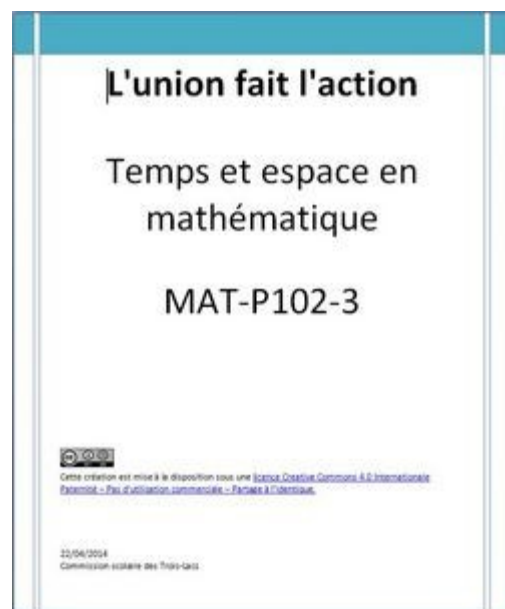 L'union fait l'action
Temps et espace en
mathématique
MAT-P102-3
Cette création est mise à la disposition sous une licence Creative Commons 4.0 Internationale
Paternité – Pas d'utilisation commerciale – Partage à l'identique.
22/04/2014
Commission scolaire des Trois-Lacs